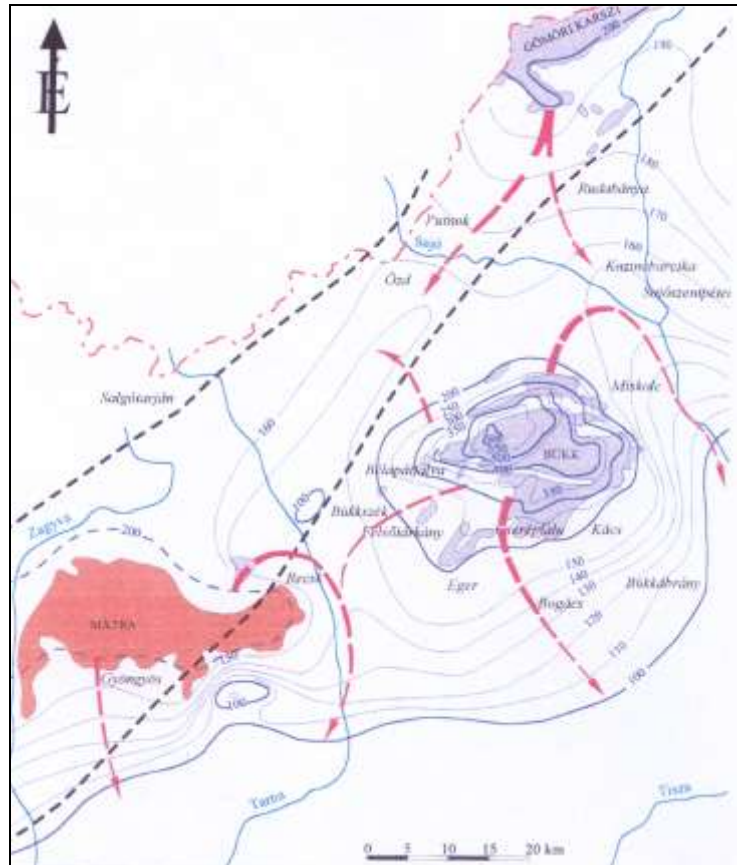 GÖMÖRI KARSZT
200
190
É
180
Rudabánya
170
Putnok
Sajó
160
Kazincbarcika
Ózd
Sajószentpéter
Salgótarján
200
Miskolc
160
BÜKK
Bélapátfalva
100
Bükkszék
Zagyva
200
Felsőtárkány
Cserépfalu
Kács
150
Recsk
140
Eger
130
Bükkábrány
Bogács
120
MÁTRA
110
150
Gyöngyös
100
100
Tarna
Tisza
0 5 10 15 20 km